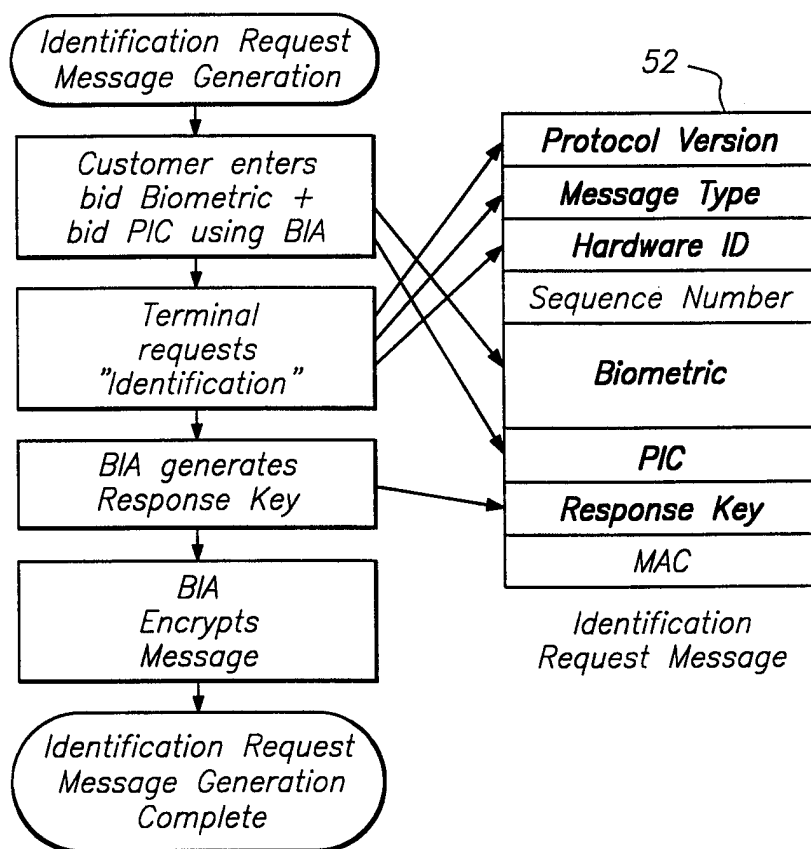 Identification Request
Message Generation
Customer enters
bid Biometric +
bid PIC using BIA
Terminal
requests
"Identification"
BIA generates
Response Key
BIA
Encrypts
Message
Identification Request
Message Generation
Complete
52
Protocol Version
Message Type
Hardware ID
Sequence Number
Biometric
PIC
Response Key
MAC
Identification
Request Message